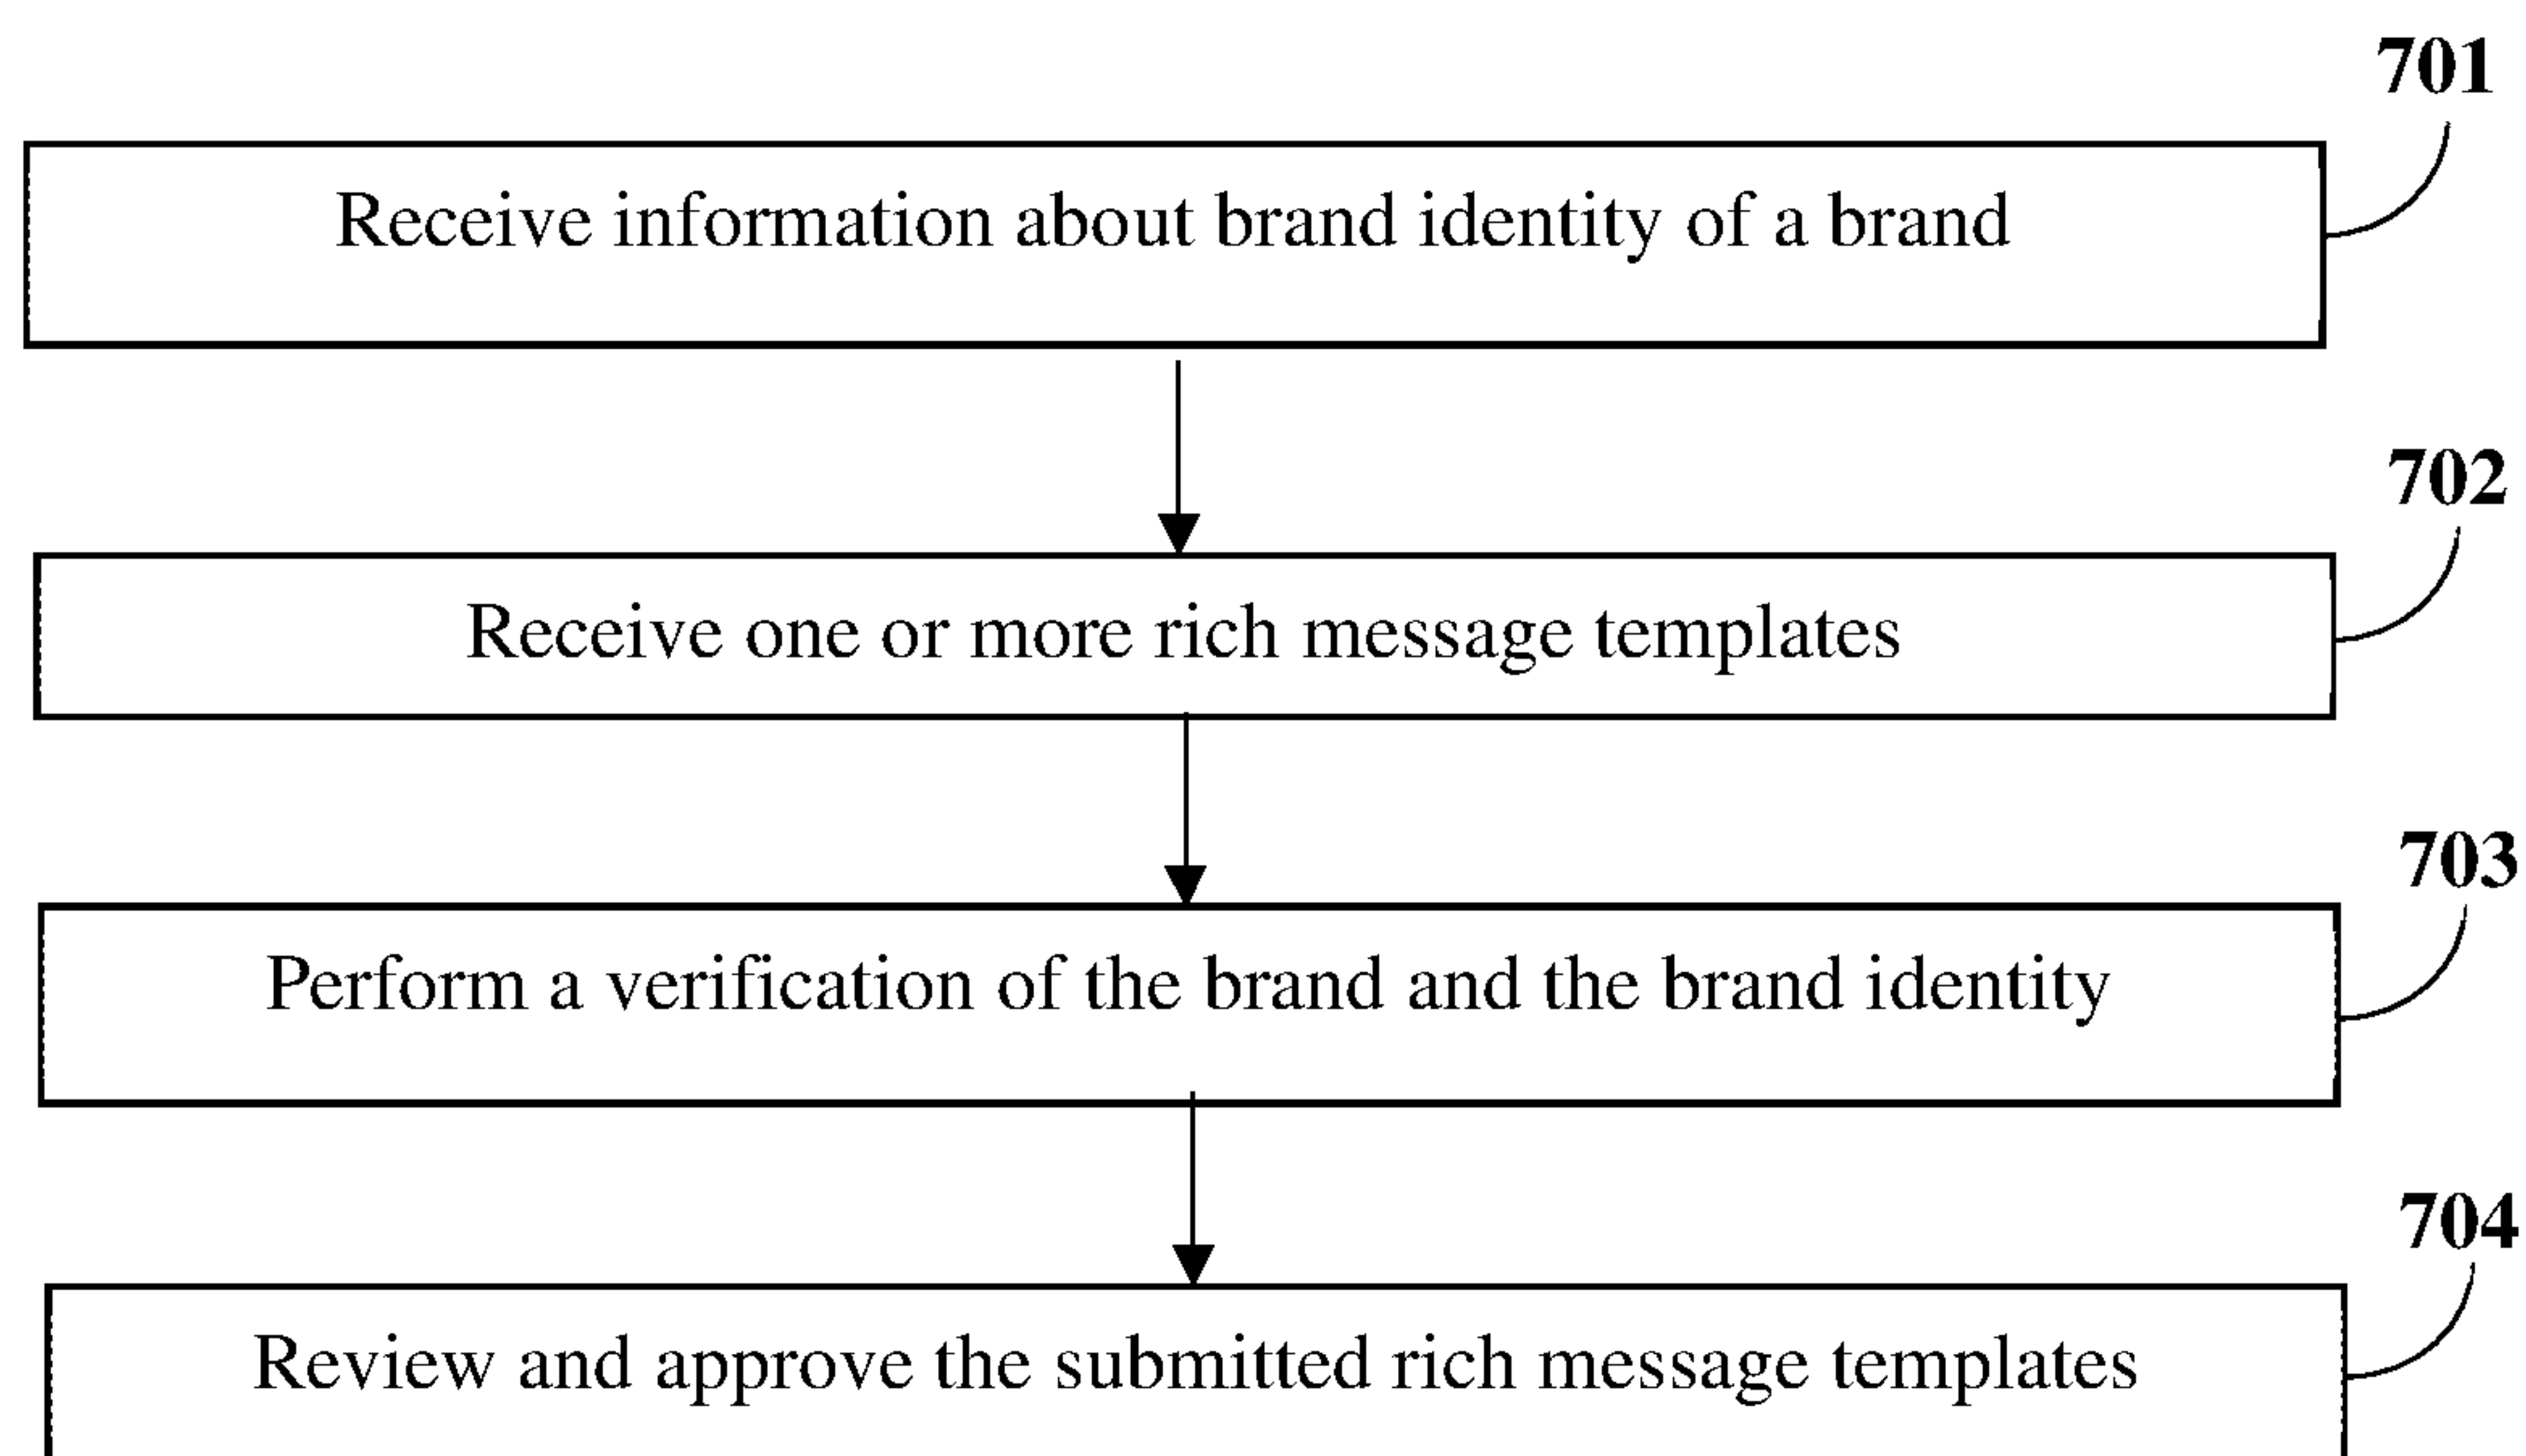 701
Receive information about brand identity of a brand
702
Receive one or more rich message templates
703
Perform a verification of the brand and the brand identity
704
Review and approve the submitted rich message templates